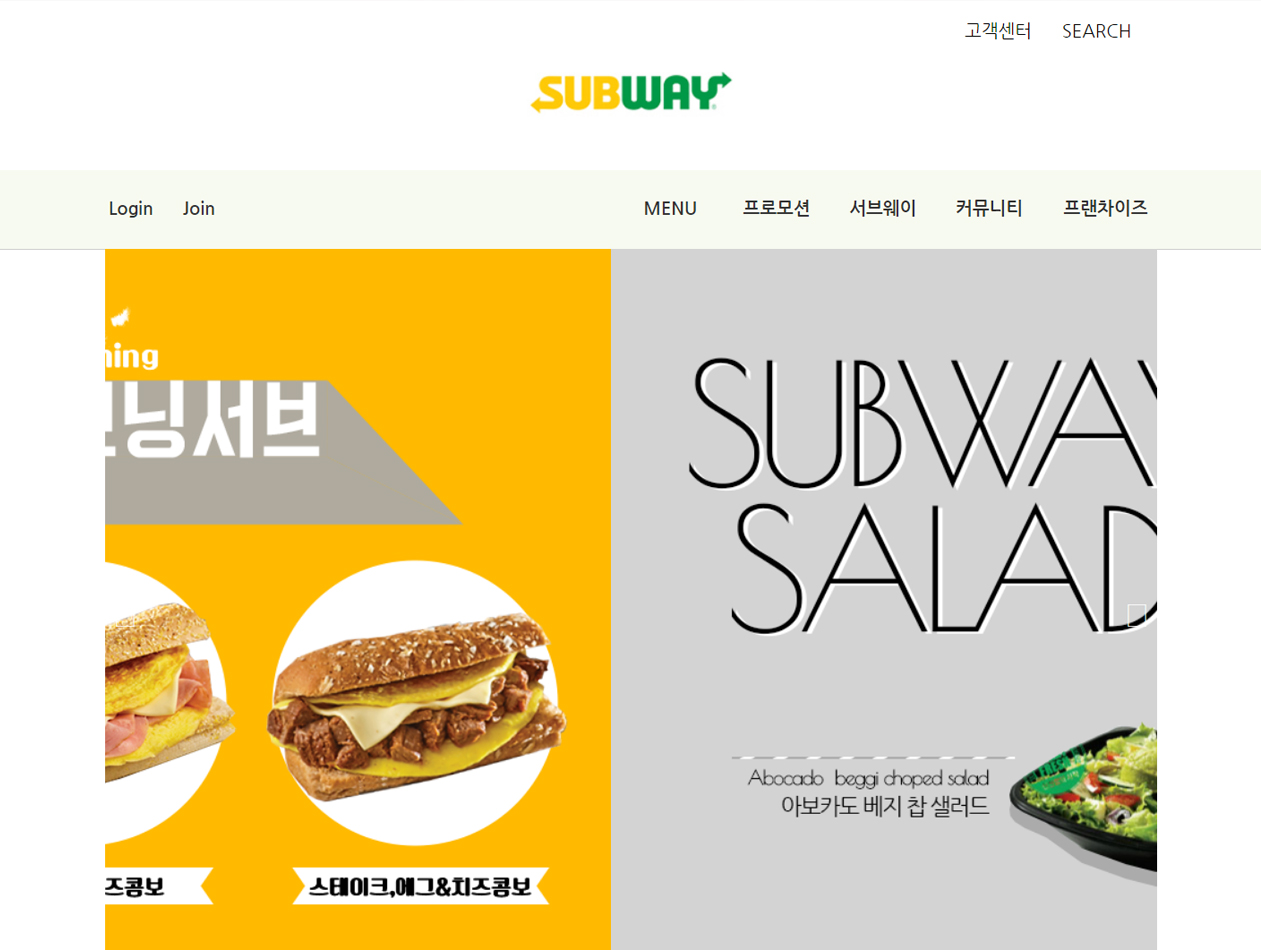 고객센터 SEARCH
SUBWAY
Login Join MENU 프로모션 서브웨이 커뮤니티 프랜차이즈
ning
닝서브
SUBWAY
SALAD
Abocado beggi choped salad
아보카도 베지 찹 샐러드
즈콤보 스테이크,에그&치즈콤보